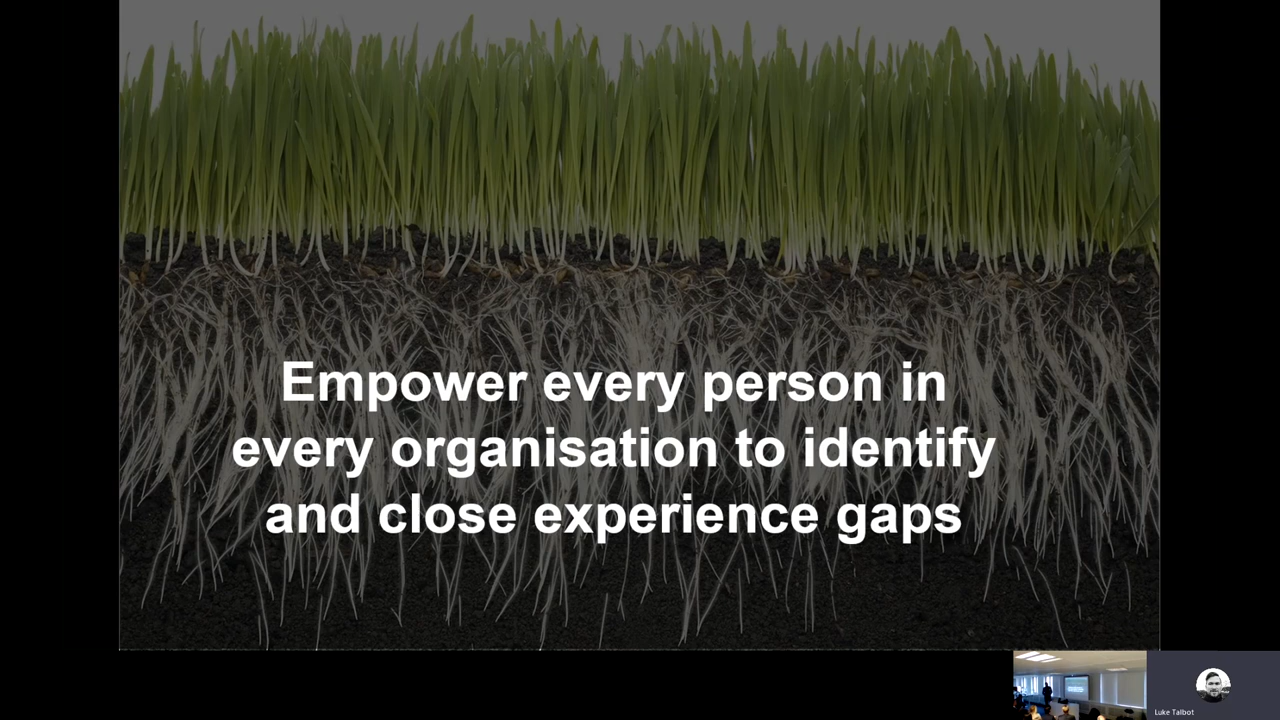 Empower every person in
every organisation to identify
and close experience gaps
Luke Talbot